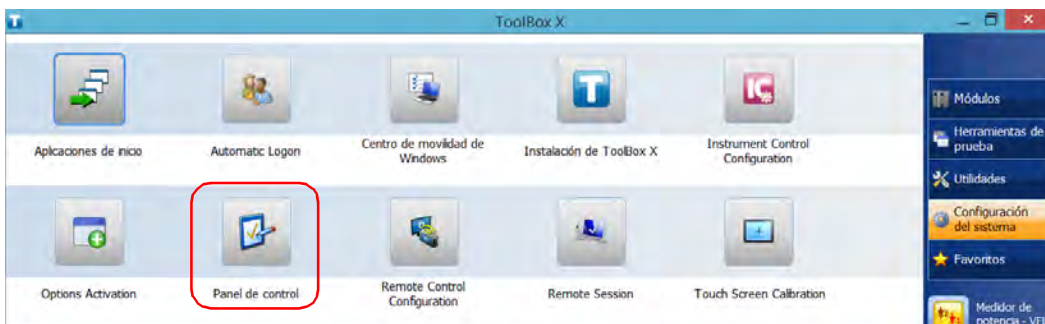 ToolBox X
Aplicaciones de inicio
Automatic Logon
Centro de movilidad de
Windows
Instalación de ToolBox X
Instrument Control
Configuration
Options Activation
Panel de control
Remote Control
Configuration
Remote Session
Touch Screen Calibration
Módulos
Herramientas de
prueba
Utilidades
Configuración
del sistema
Favoritos
Medidor de
potencia - VFL